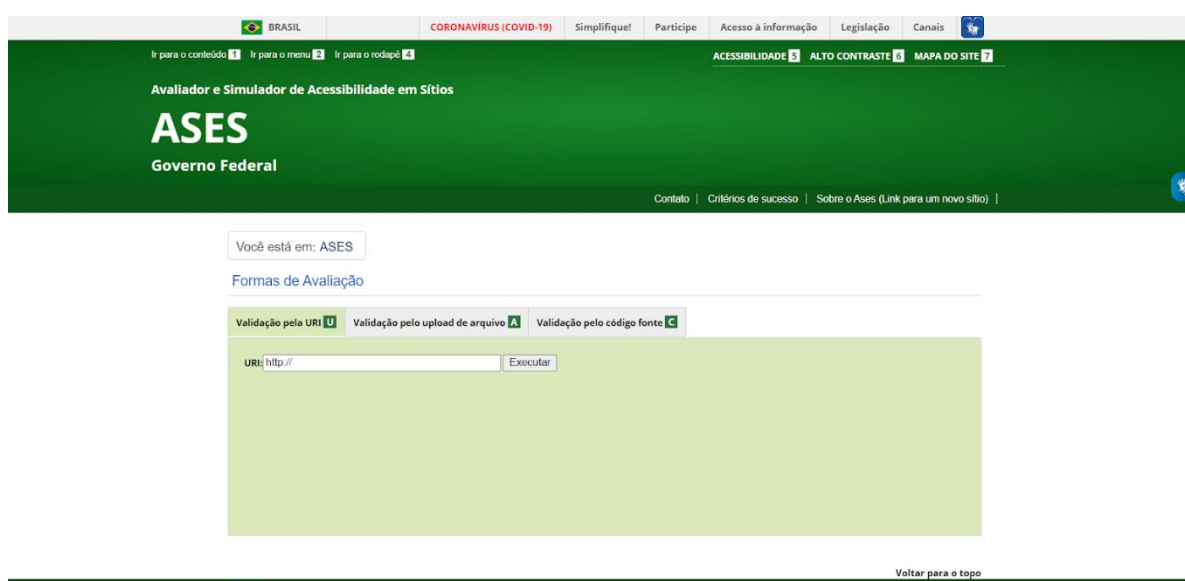 BRASIL CORONAVÍRUS (COVID-19) Simplifique! Participe Acesso à informação Legislação Canais
Ir para o conteúdo 1 Ir para o menu 2 Ir para o rodapé 4 ACESSIBILIDADE 5 ALTO CONTRASTE 6 MAPA DO SITE 7
Avaliador e Simulador de Acessibilidade em Sítios
ASES
Governo Federal
Contato | Critérios de sucesso | Sobre o Ases (Link para um novo sítio) |
Você está em: ASES
Formas de Avaliação
Validação pela URI U Validação pelo upload de arquivo A Validação pelo código fonte C
URI: http:// Executar
Voltar para o topo